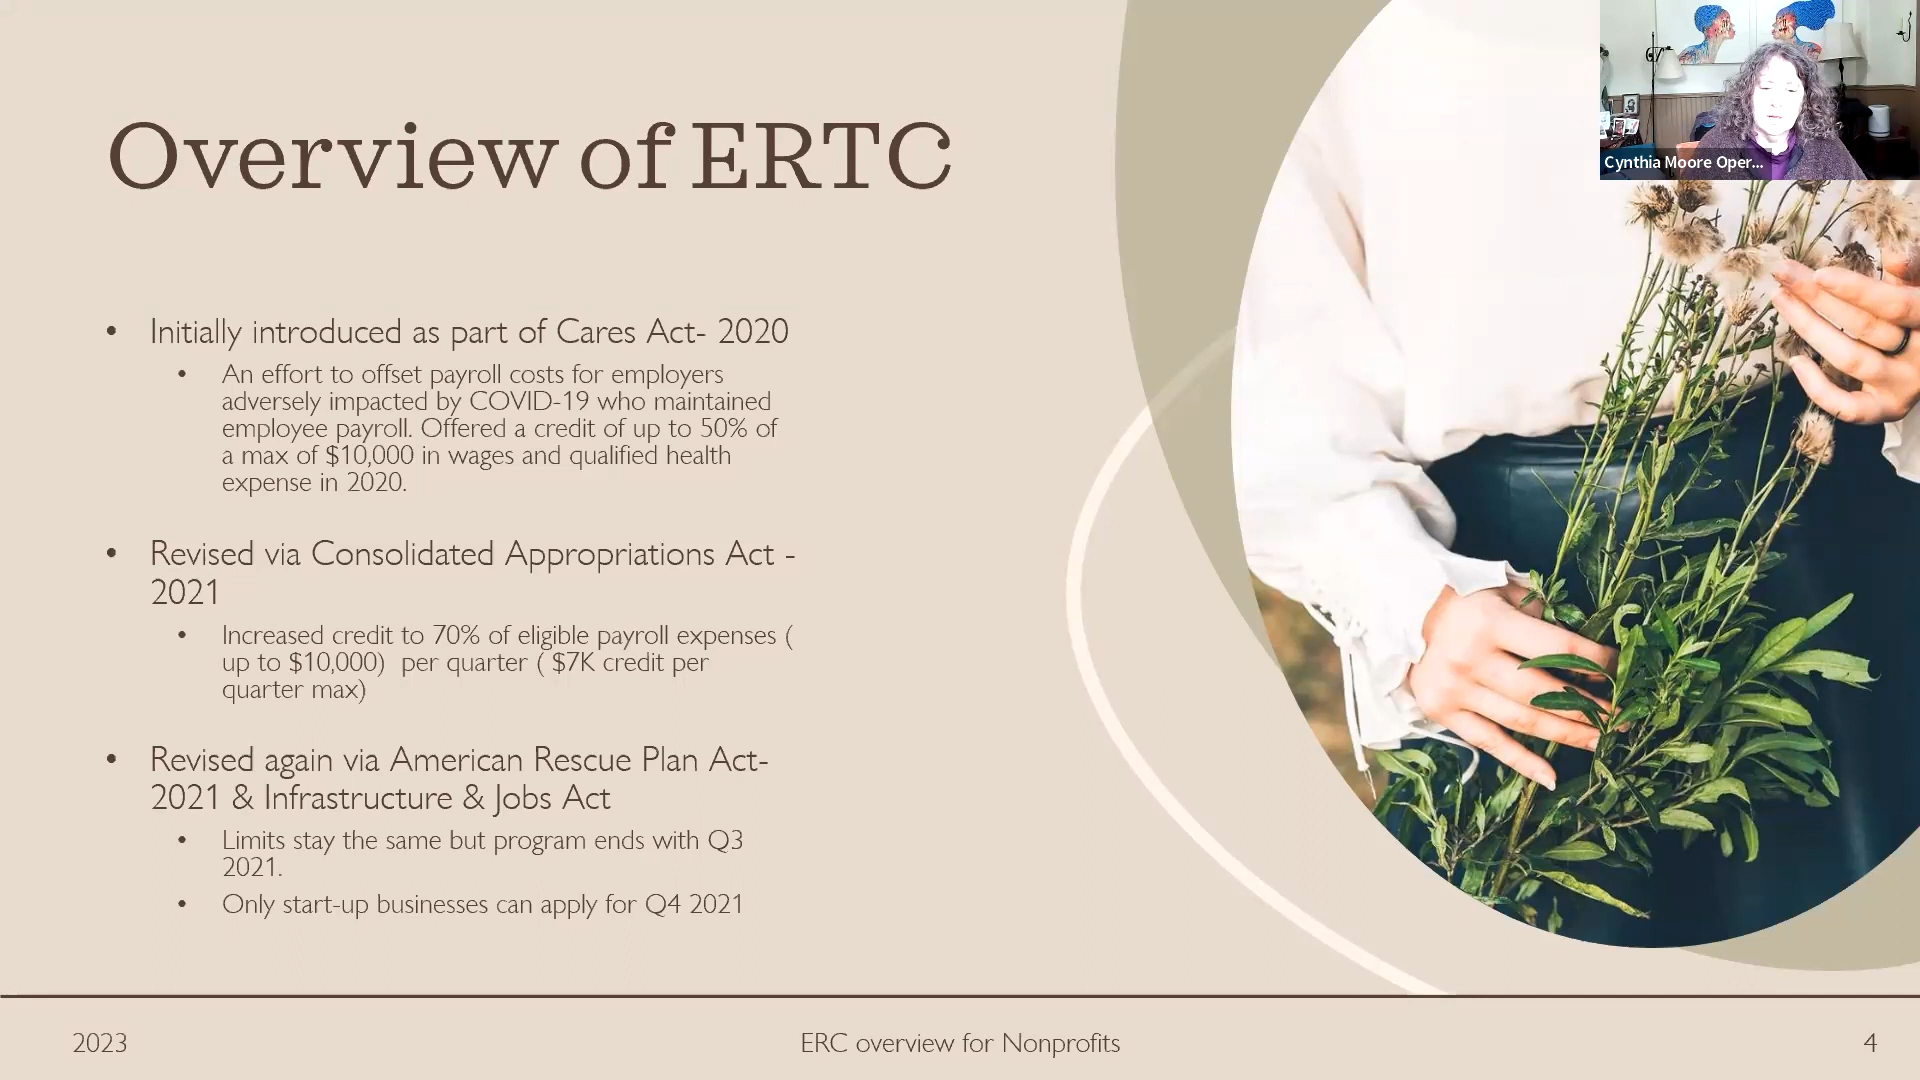 Overview of ERTC
Cynthia Moore Oper...
• Initially introduced as part of Cares Act- 2020
• An effort to offset payroll costs for employers
adversely impacted by COVID-19 who maintained
employee payroll. Offered a credit of up to 50% of
a max of $10,000 in wages and qualified health
expense in 2020.
• Revised via Consolidated Appropriations Act -
2021
• Increased credit to 70% of eligible payroll expenses (
up to $10,000)  per quarter ( $7K credit per
quarter max)
• Revised again via American Rescue Plan Act-
2021 & Infrastructure & Jobs Act
• Limits stay the same but program ends with Q3
2021.
• Only start-up businesses can apply for Q4 2021
2023
ERC overview for Nonprofits
4